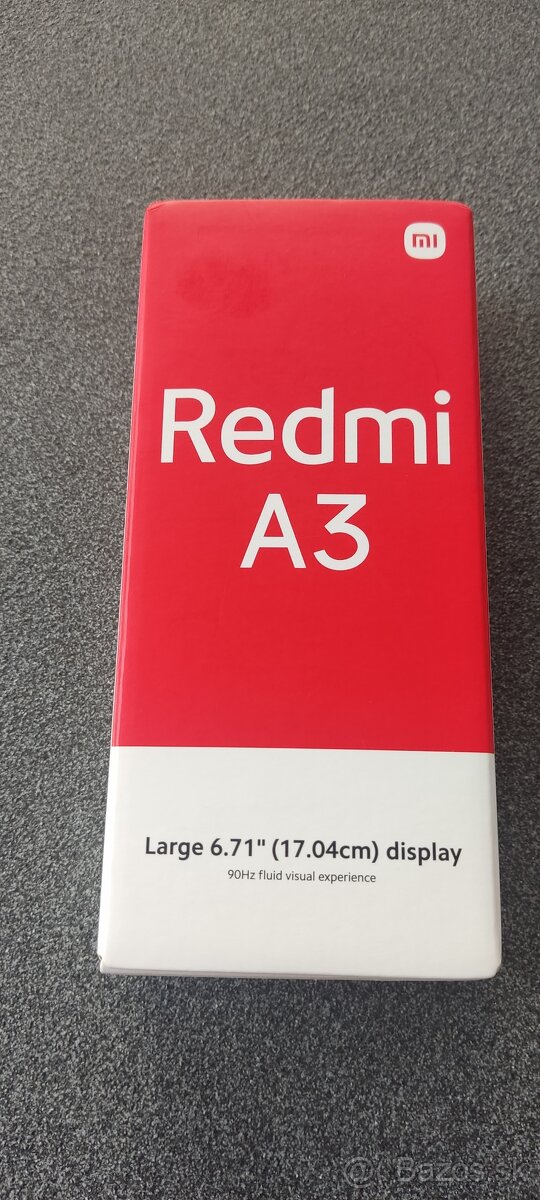 mi
Redmi
A3
Large 6.71" (17.04cm) display
90Hz fluid visual experience
@ Bazos.sk